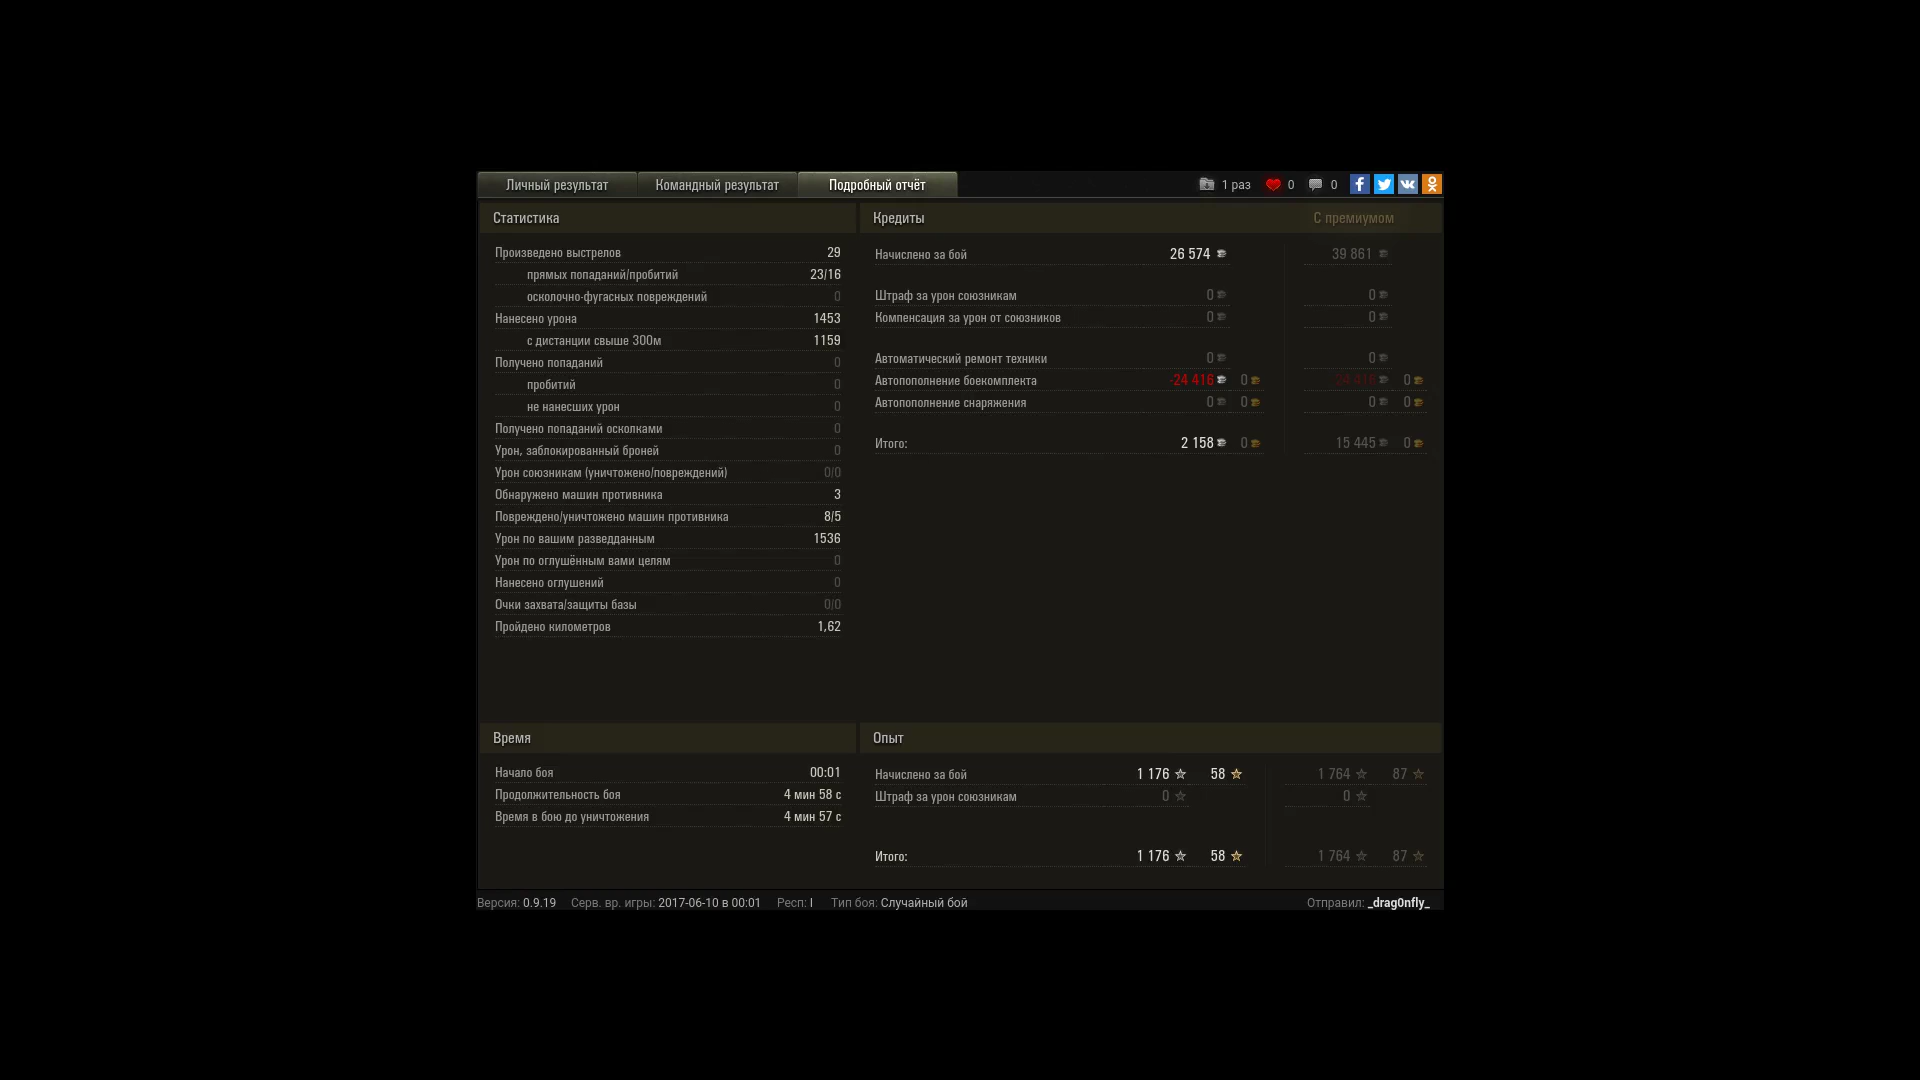 Личный результат Командный результат Подробный отчёт 1 раз 0 0
Статистика
Произведено выстрелов 29
прямых попаданий/пробитий 23/16
осколочно-фугасных повреждений 0
Нанесено урона 1453
с дистанции свыше 300м 1159
Получено попаданий 0
пробитий 0
не нанесших урон 0
Получено попаданий осколками 0
Урон, заблокированный броней 0
Урон союзникам (уничтожено/повреждений) 0/0
Обнаружено машин противника 3
Повреждено/уничтожено машин противника 8/5
Урон по вашим разведданным 1536
Урон по оглушённым вами целям 0
Нанесено оглушений 0
Очки захвата/защиты базы 0/0
Пройдено километров 1,62
Кредиты С премиумом
Начислено за бой 26 574 39 861
Штраф за урон союзникам 0 0
Компенсация за урон от союзников 0 0
Автоматический ремонт техники 0 0
Автопополнение боекомплекта -24 416 0 -24 416 0
Автопополнение снаряжения 0 0 0 0
Итого: 2 158 0 15 445 0
Время
Начало боя 00:01
Продолжительность боя 4 мин 58 с
Время в бою до уничтожения 4 мин 57 с
Опыт
Начислено за бой 1 176 58 1 764 87
Штраф за урон союзникам 0 0
Итого: 1 176 58 1 764 87
Версия: 0.9.19 Серв. вр. игры: 2017-06-10 в 00:01 Респ: I Тип боя: Случайный бой Отправил: _drag0nfly_